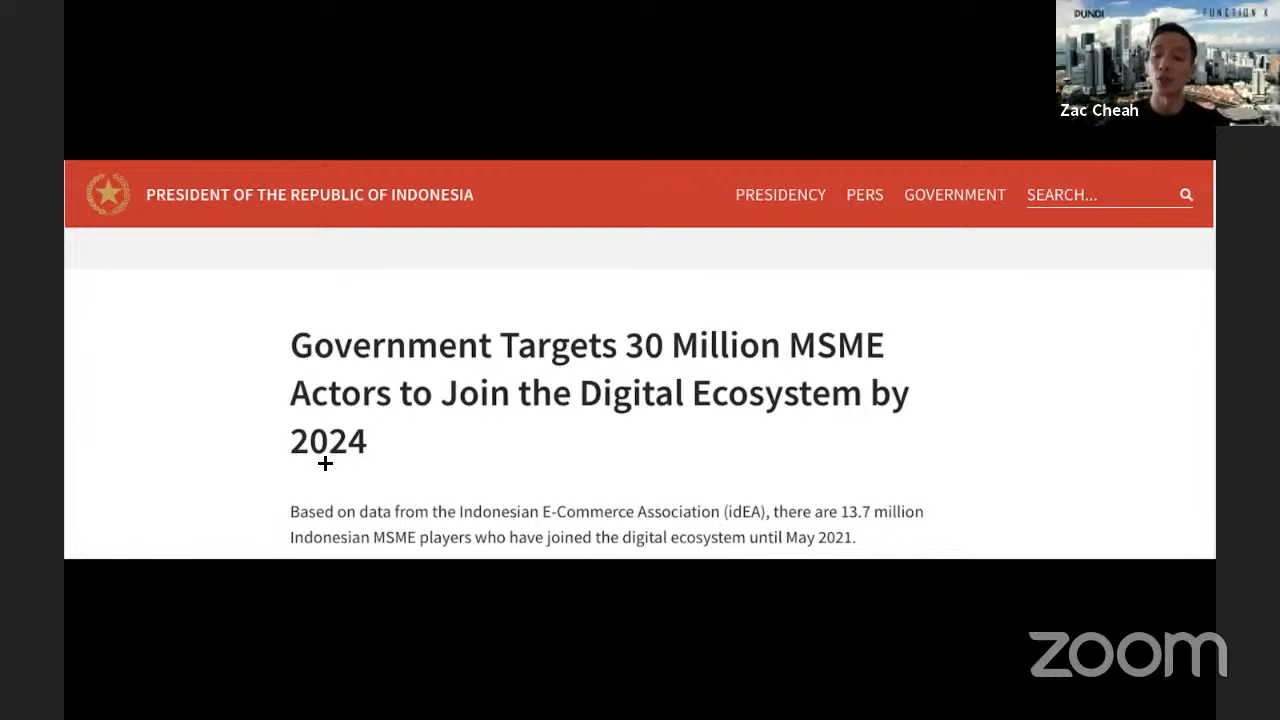 PUNDI
FUNCTION X
Zac Cheah
PRESIDENT OF THE REPUBLIC OF INDONESIA
PRESIDENCY PERS GOVERNMENT SEARCH...
Government Targets 30 Million MSME
Actors to Join the Digital Ecosystem by
2024
Based on data from the Indonesian E-Commerce Association (idEA), there are 13.7 million
Indonesian MSME players who have joined the digital ecosystem until May 2021.
zoom